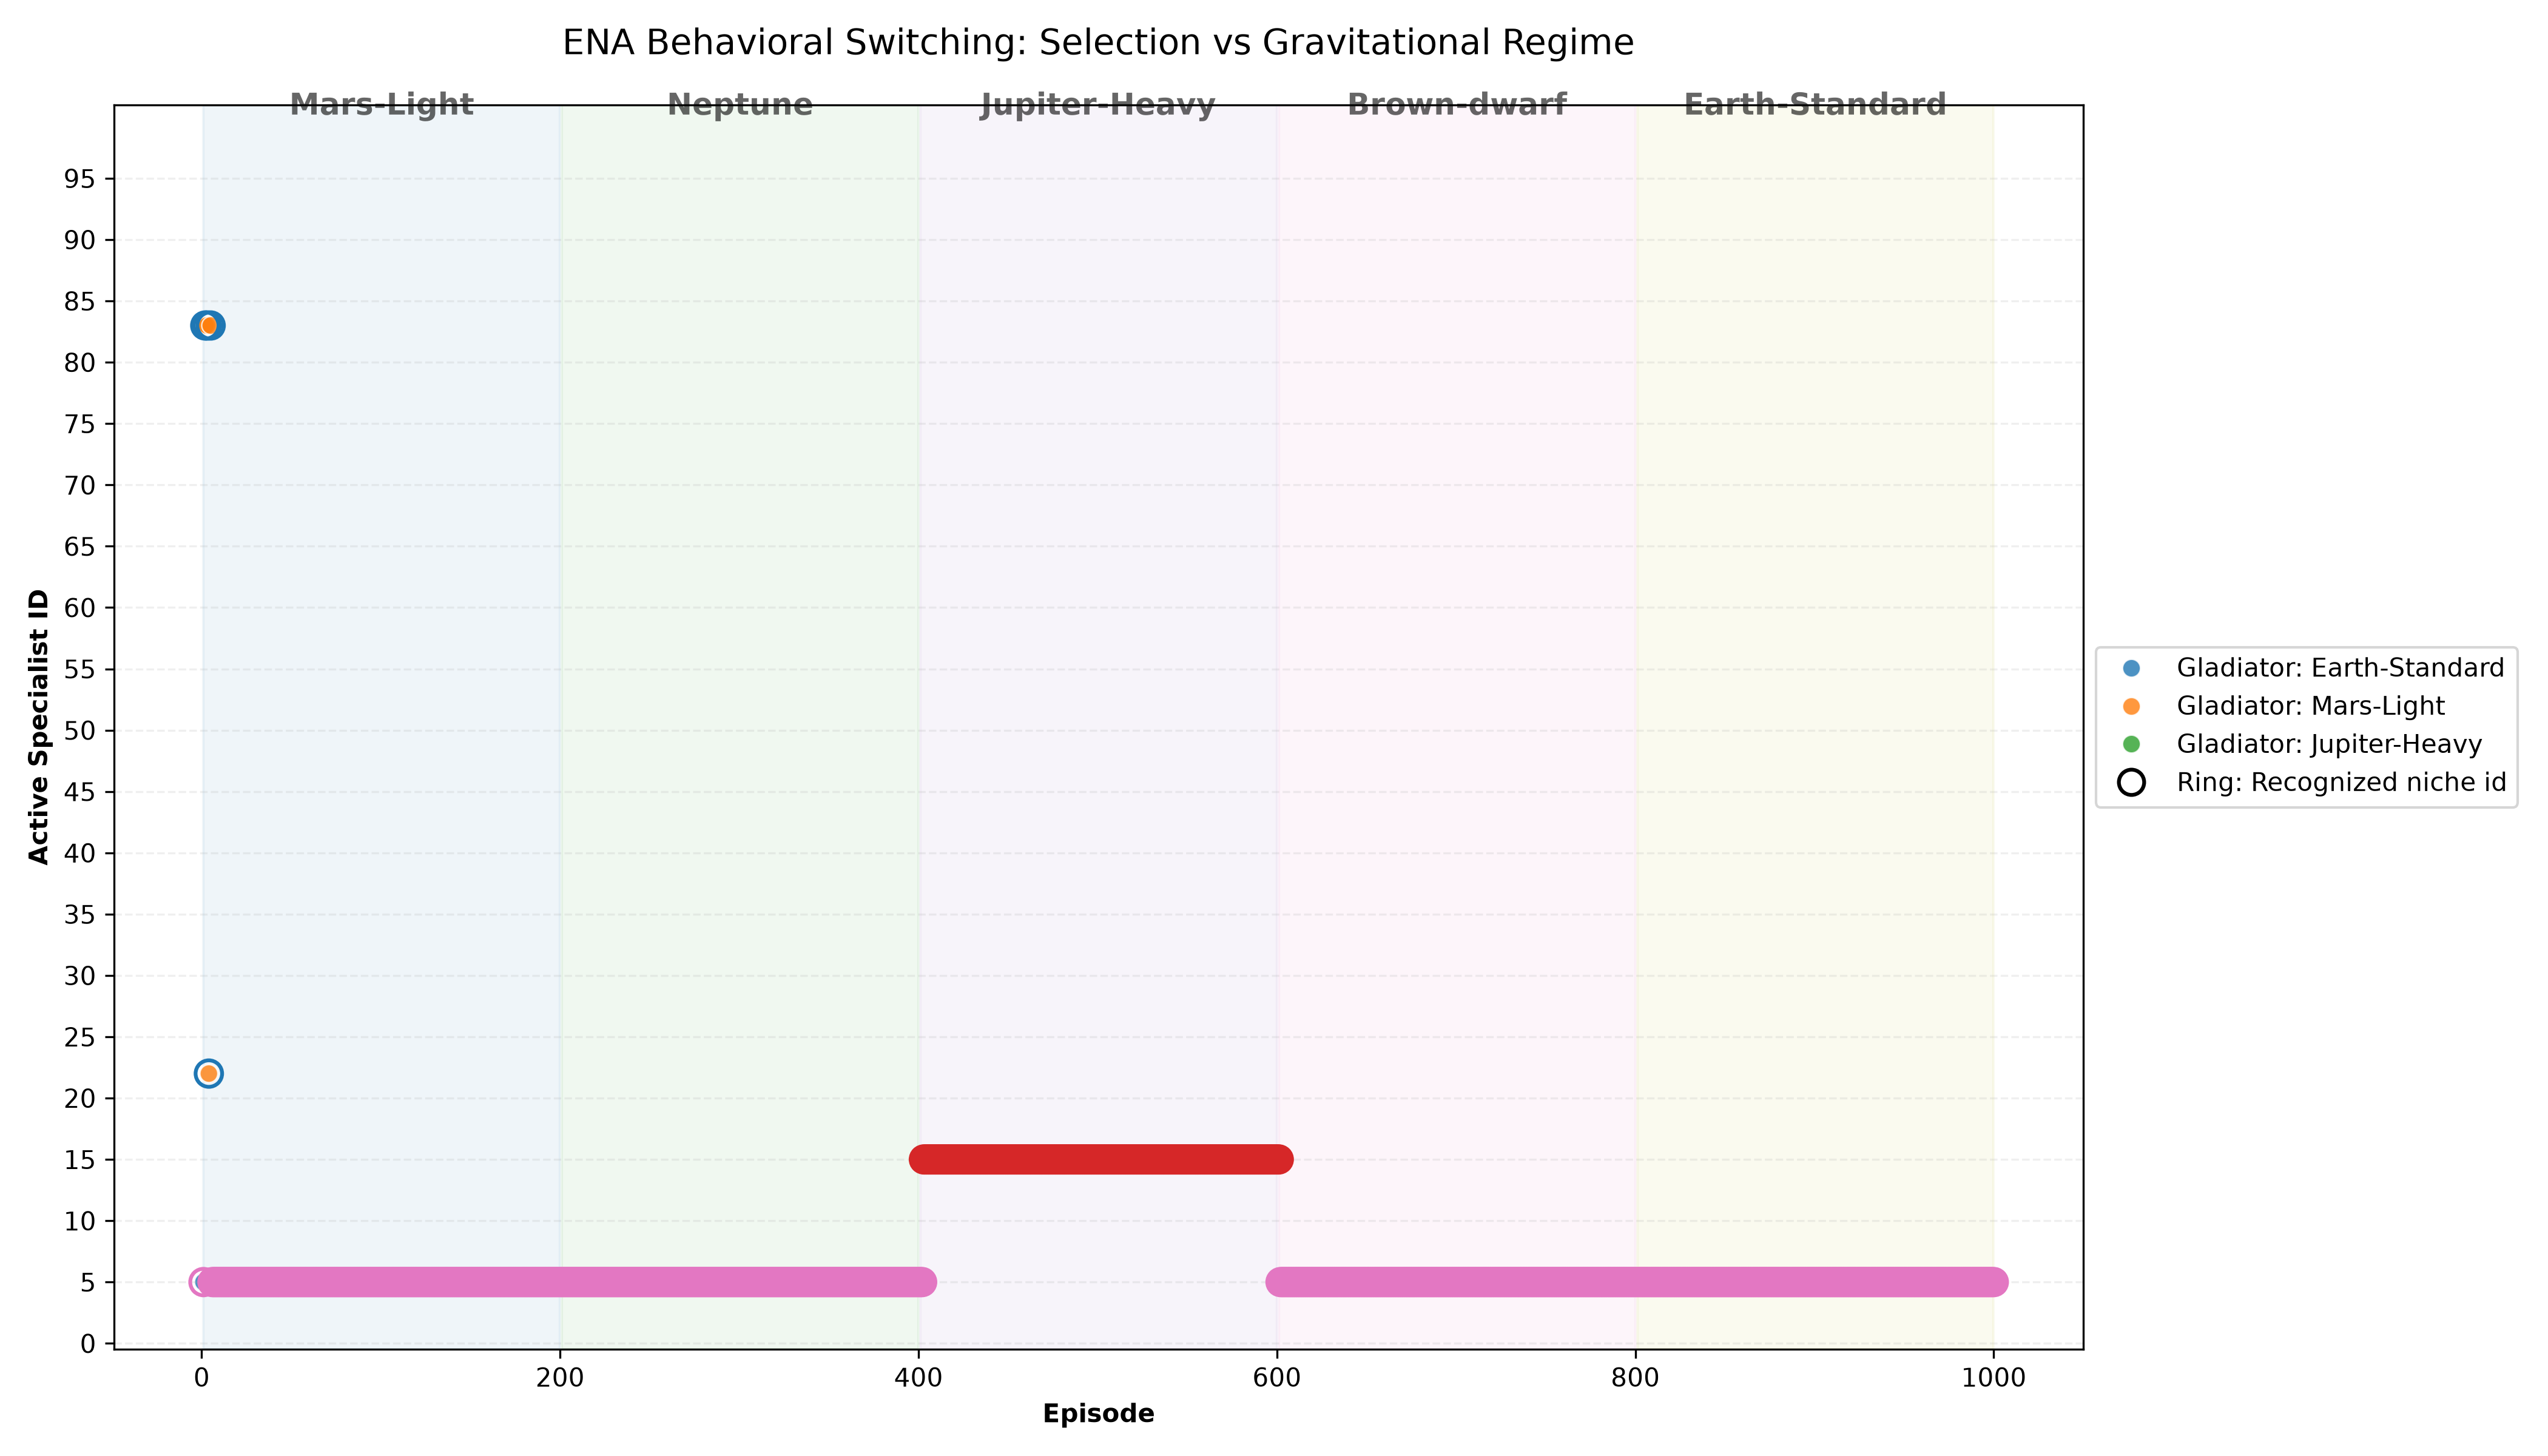 ENA Behavioral Switching: Selection vs Gravitational Regime
Mars-Light
Neptune
Jupiter-Heavy
Brown-dwarf
Earth-Standard
Active Specialist ID
95
90
85
80
75
70
65
60
55
50
45
40
35
30
25
20
15
10
5
0
0
200
400
600
800
1000
Episode
Gladiator: Earth-Standard
Gladiator: Mars-Light
Gladiator: Jupiter-Heavy
Ring: Recognized niche id